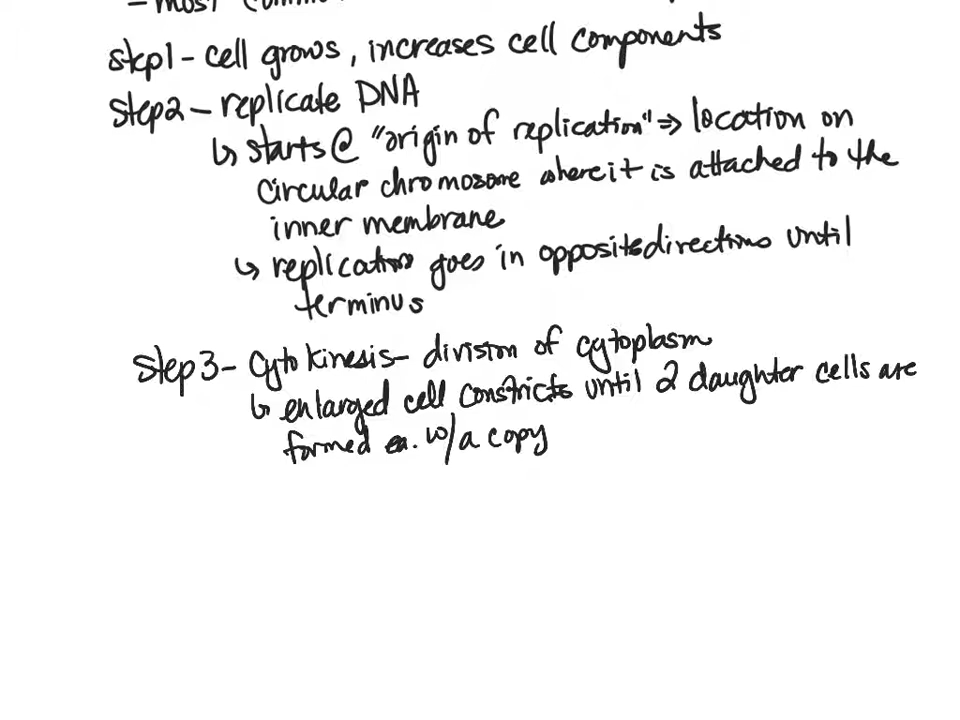 - most
step1 - cell grows, increases cell components
step2 - replicate DNA
↳ starts @ "origin of replication" ⇒ location on
circular chromosome where it is attached to the
inner membrane
↳ replication goes in opposite directions until
terminus
step 3 - cytokinesis - division of cytoplasm
↳ enlarged cell constricts until 2 daughter cells are
formed ea. w/ a copy